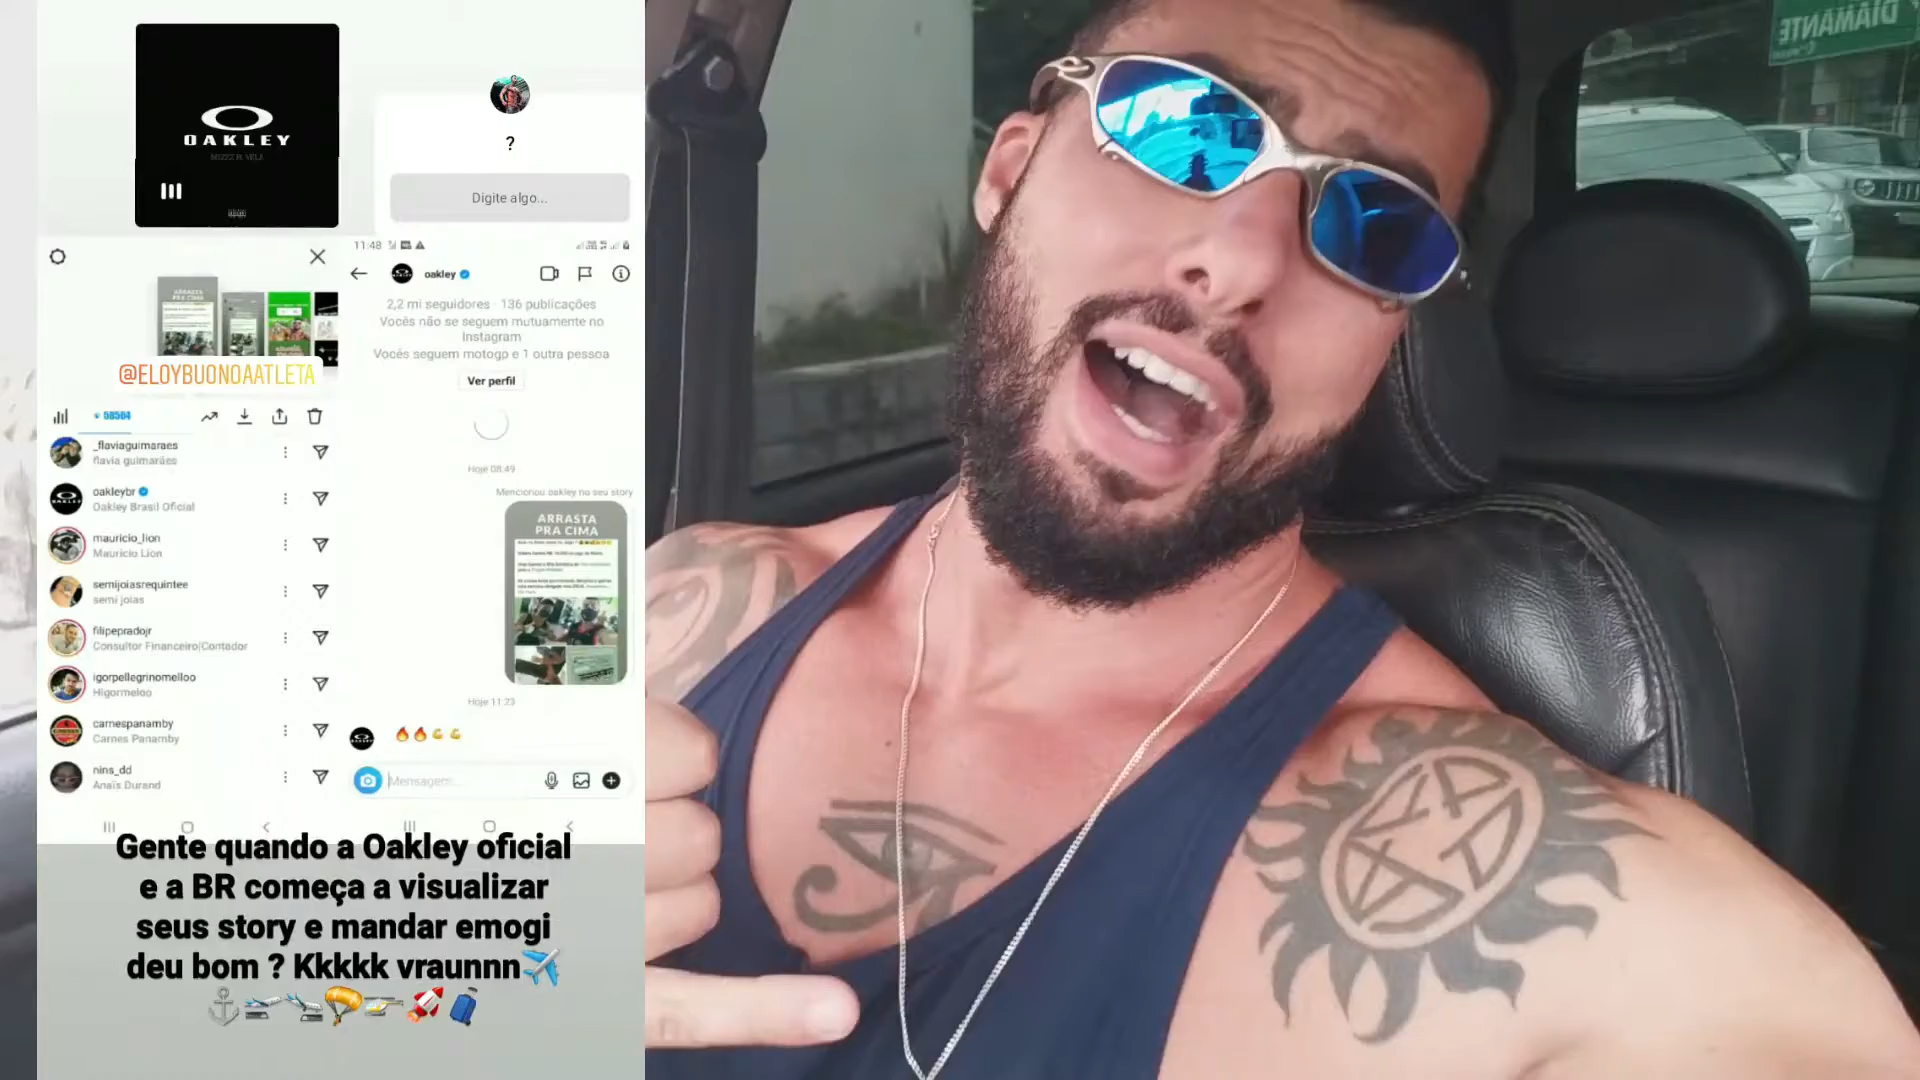 OAKLEY
?
Digite algo...
@ELOYBUONOAATLETA
58504
_flaviaguimaraes
flavia guimarães
oakleybr
Oakley Brasil Oficial
mauricio_lion
Mauricio Lion
semijoiasrequintee
semi joias
filipepradojr
Consultor Financeiro|Contador
igorpellegrinomelloo
Higormeloo
carnespanamby
Carnes Panamby
nins_dd
Anaïs Durand
11:48
oakley
2,2 mi seguidores · 136 publicações
Vocês não se seguem mutuamente no
Instagram
Vocês seguem motogp e 1 outra pessoa
Ver perfil
Hoje 08:49
Mencionou oakley no seu story
ARRASTA
PRA CIMA
Hoje 11:23
🔥🔥💪💪
Mensagem...
Gente quando a Oakley oficial
e a BR começa a visualizar
seus story e mandar emogi
deu bom ? Kkkkk vraunnn✈️
DIAMANTE